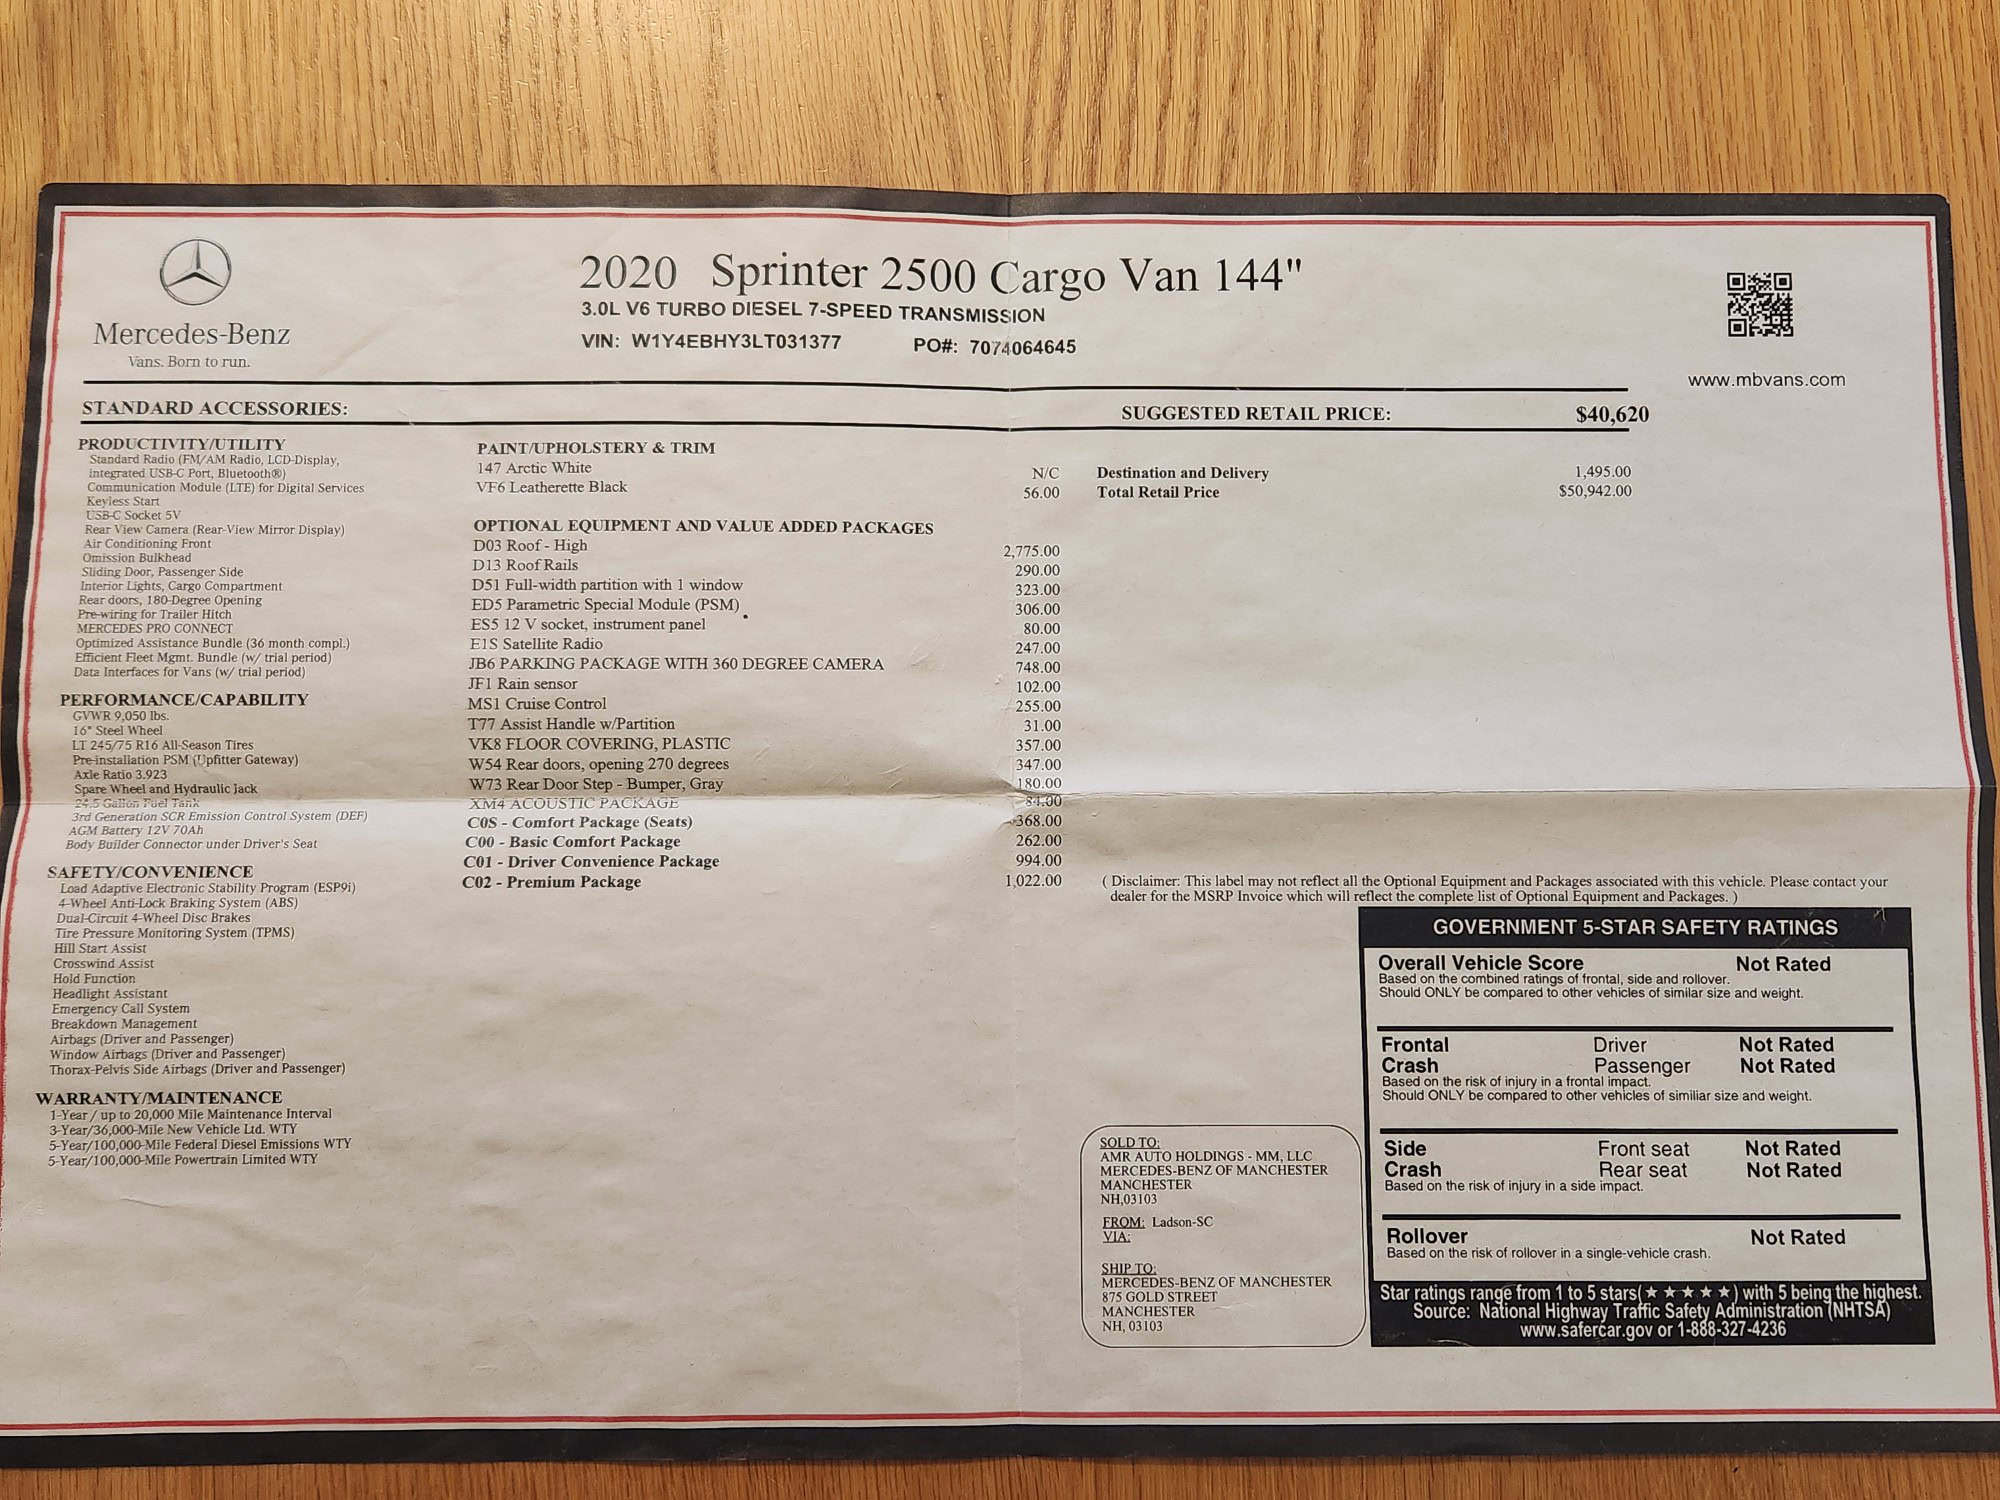 Mercedes-Benz
Vans. Born to run.
2020 Sprinter 2500 Cargo Van 144"
3.0L V6 TURBO DIESEL 7-SPEED TRANSMISSION
VIN: W1Y4EBHY3LT031377 PO#: 7074064645
www.mbvans.com
STANDARD ACCESSORIES:
SUGGESTED RETAIL PRICE: $40,620
PRODUCTIVITY/UTILITY
Standard Radio (FM/AM Radio, LCD-Display,
integrated USB-C Port, Bluetooth®)
Communication Module (LTE) for Digital Services
Keyless Start
USB-C Socket 5V
Rear View Camera (Rear-View Mirror Display)
Air Conditioning Front
Omission Bulkhead
Sliding Door, Passenger Side
Interior Lights, Cargo Compartment
Rear doors, 180-Degree Opening
Pre-wiring for Trailer Hitch
MERCEDES PRO CONNECT
Optimized Assistance Bundle (36 month compl.)
Efficient Fleet Mgmt. Bundle (w/ trial period)
Data Interfaces for Vans (w/ trial period)
PERFORMANCE/CAPABILITY
GVWR 9,050 lbs.
16" Steel Wheel
LT 245/75 R16 All-Season Tires
Pre-installation PSM (Upfitter Gateway)
Axle Ratio 3.923
Spare Wheel and Hydraulic Jack
24.5 Gallon Fuel Tank
3rd Generation SCR Emission Control System (DEF)
AGM Battery 12V 70Ah
Body Builder Connector under Driver's Seat
SAFETY/CONVENIENCE
Load Adaptive Electronic Stability Program (ESP9i)
4-Wheel Anti-Lock Braking System (ABS)
Dual-Circuit 4-Wheel Disc Brakes
Tire Pressure Monitoring System (TPMS)
Hill Start Assist
Crosswind Assist
Hold Function
Headlight Assistant
Emergency Call System
Breakdown Management
Airbags (Driver and Passenger)
Window Airbags (Driver and Passenger)
Thorax-Pelvis Side Airbags (Driver and Passenger)
WARRANTY/MAINTENANCE
1-Year / up to 20,000 Mile Maintenance Interval
3-Year/36,000-Mile New Vehicle Ltd. WTY
5-Year/100,000-Mile Federal Diesel Emissions WTY
5-Year/100,000-Mile Powertrain Limited WTY
PAINT/UPHOLSTERY & TRIM
147 Arctic White N/C
VF6 Leatherette Black 56.00
OPTIONAL EQUIPMENT AND VALUE ADDED PACKAGES
D03 Roof - High 2,775.00
D13 Roof Rails 290.00
D51 Full-width partition with 1 window 323.00
ED5 Parametric Special Module (PSM) 306.00
ES5 12 V socket, instrument panel 80.00
E1S Satellite Radio 247.00
JB6 PARKING PACKAGE WITH 360 DEGREE CAMERA 748.00
JF1 Rain sensor 102.00
MS1 Cruise Control 255.00
T77 Assist Handle w/Partition 31.00
VK8 FLOOR COVERING, PLASTIC 357.00
W54 Rear doors, opening 270 degrees 347.00
W73 Rear Door Step - Bumper, Gray 180.00
XM4 ACOUSTIC PACKAGE 84.00
C0S - Comfort Package (Seats) 368.00
C00 - Basic Comfort Package 262.00
C01 - Driver Convenience Package 994.00
C02 - Premium Package 1,022.00
Destination and Delivery 1,495.00
Total Retail Price $50,942.00
( Disclaimer: This label may not reflect all the Optional Equipment and Packages associated with this vehicle. Please contact your
dealer for the MSRP Invoice which will reflect the complete list of Optional Equipment and Packages. )
SOLD TO:
AMR AUTO HOLDINGS - MM, LLC
MERCEDES-BENZ OF MANCHESTER
MANCHESTER
NH,03103
FROM: Ladson-SC
VIA:
SHIP TO:
MERCEDES-BENZ OF MANCHESTER
875 GOLD STREET
MANCHESTER
NH, 03103
GOVERNMENT 5-STAR SAFETY RATINGS
Overall Vehicle Score Not Rated
Based on the combined ratings of frontal, side and rollover.
Should ONLY be compared to other vehicles of similar size and weight.
Frontal Driver Not Rated
Crash Passenger Not Rated
Based on the risk of injury in a frontal impact.
Should ONLY be compared to other vehicles of similiar size and weight.
Side Front seat Not Rated
Crash Rear seat Not Rated
Based on the risk of injury in a side impact.
Rollover Not Rated
Based on the risk of rollover in a single-vehicle crash.
Star ratings range from 1 to 5 stars(★★★★★) with 5 being the highest.
Source: National Highway Traffic Safety Administration (NHTSA)
www.safercar.gov or 1-888-327-4236